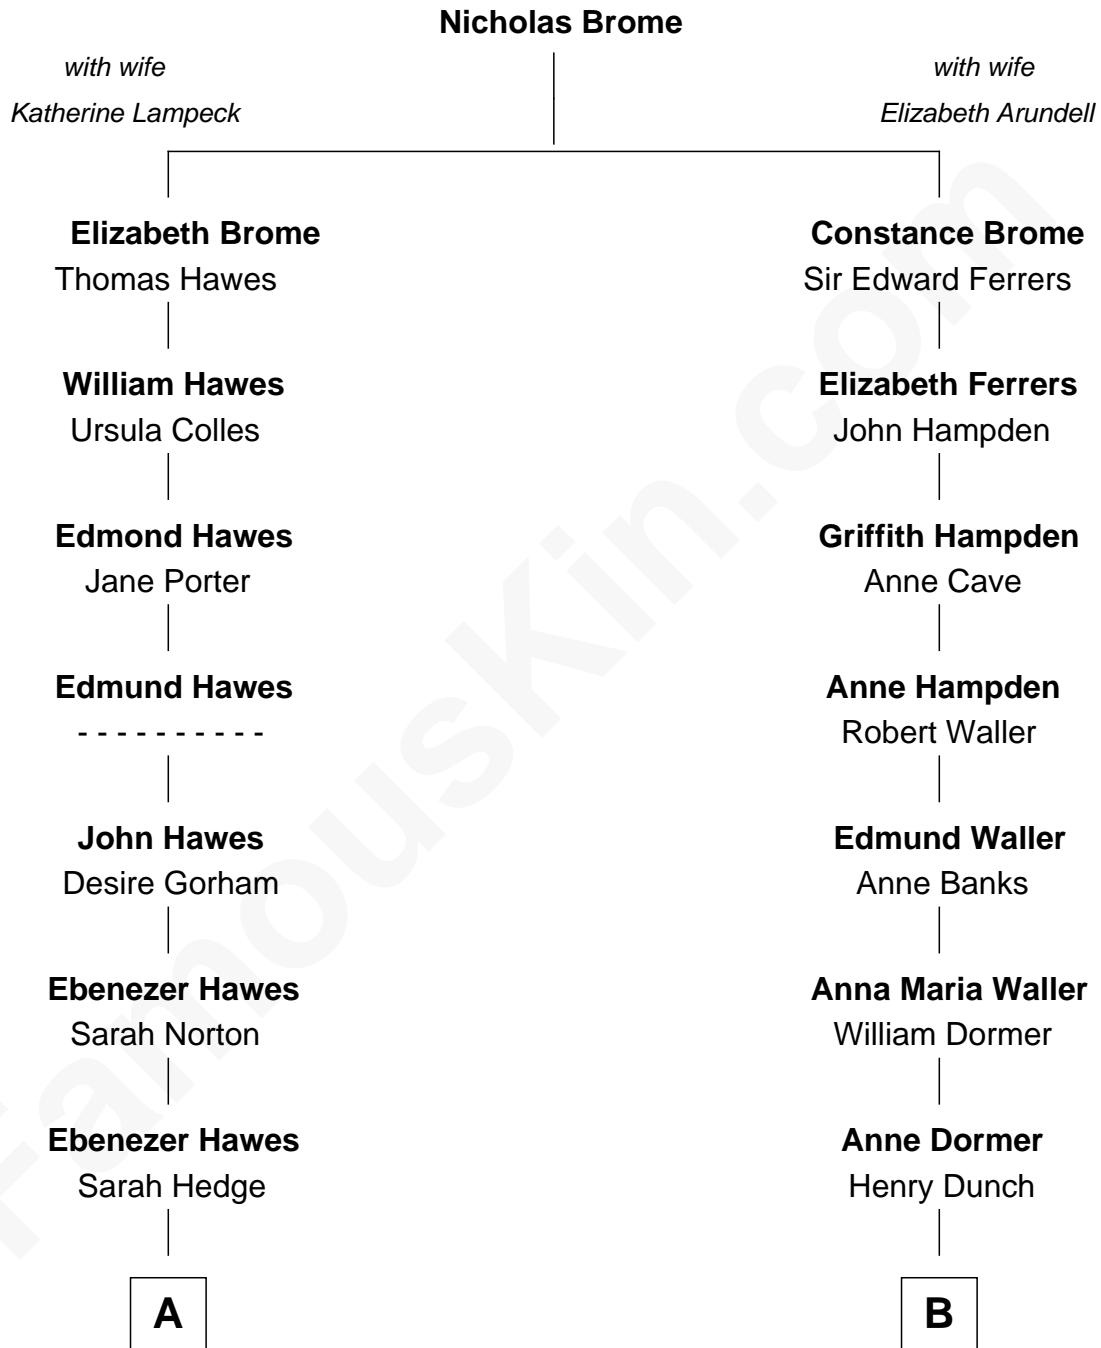 Nicholas Brome
with wife
Katherine Lampeck
with wife
Elizabeth Arundell
Elizabeth Brome
Thomas Hawes
Constance Brome
Sir Edward Ferrers
William Hawes
Ursula Colles
Elizabeth Ferrers
John Hampden
Edmond Hawes
Jane Porter
Griffith Hampden
Anne Cave
Edmund Hawes
- - - - - - - - - -
Anne Hampden
Robert Waller
John Hawes
Desire Gorham
Edmund Waller
Anne Banks
Ebenezer Hawes
Sarah Norton
Anna Maria Waller
William Dormer
Ebenezer Hawes
Sarah Hedge
Anne Dormer
Henry Dunch
A
B
FamousKin.com